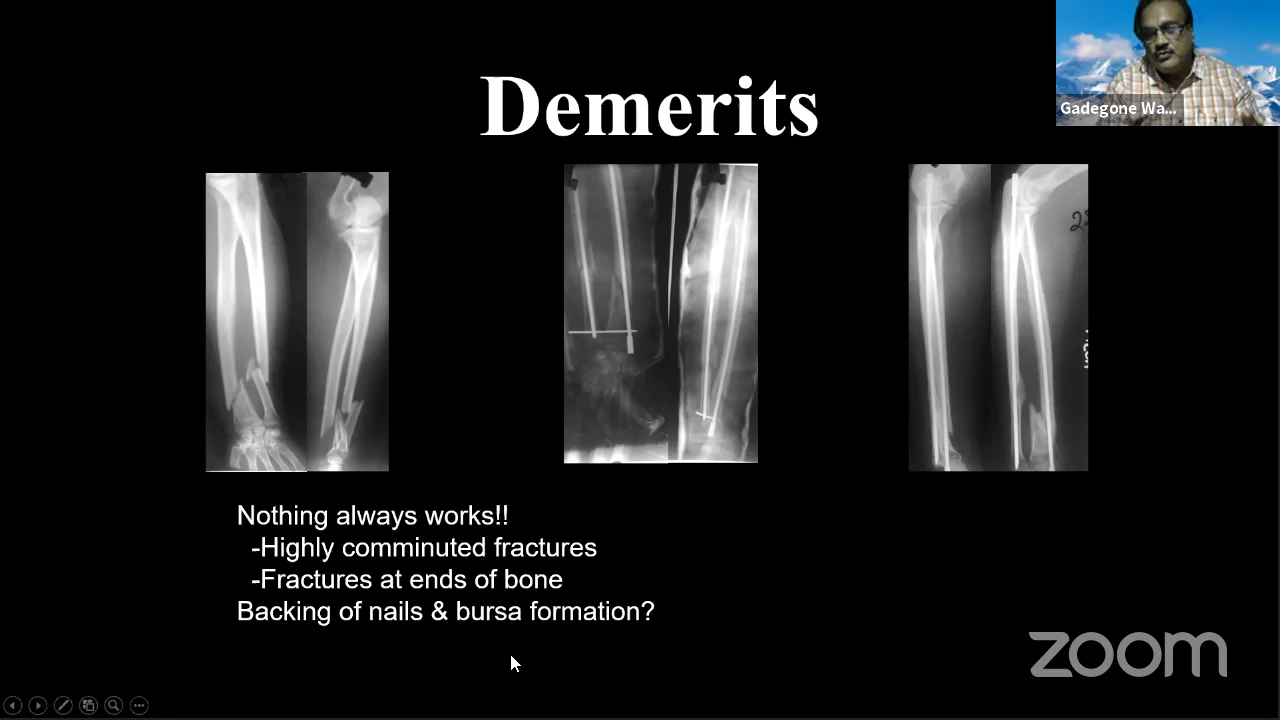 Demerits
Gadegone Wa...
Nothing always works!!
-Highly comminuted fractures
-Fractures at ends of bone
Backing of nails & bursa formation?
zoom